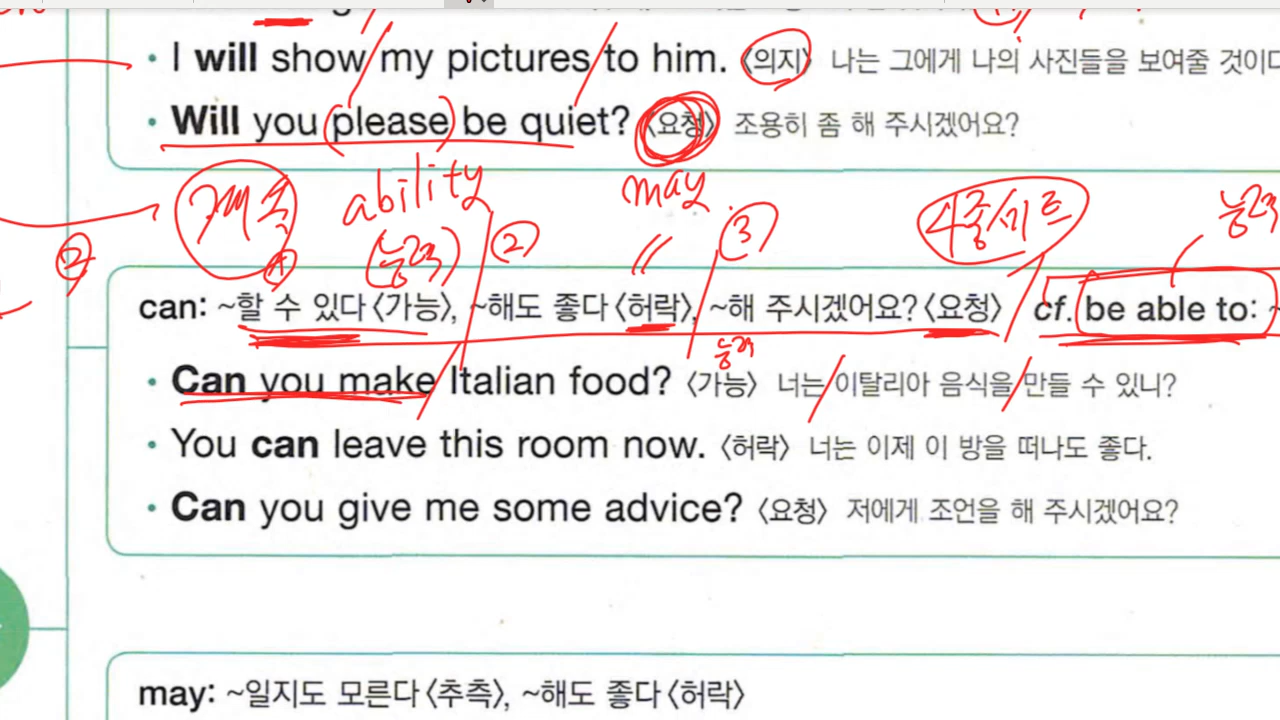 • I will show my pictures to him. 〈의지〉 나는 그에게 나의 사진들을 보여줄 것이다
• Will you please be quiet? 〈요청〉 조용히 좀 해 주시겠어요?
ability may
(능력) ② 〃 ③ 능력
②
can: ~할 수 있다〈가능〉, ~해도 좋다〈허락〉, ~해 주시겠어요?〈요청〉 cf. be able to: ~
능력
• Can you make Italian food? 〈가능〉 너는 이탈리아 음식을 만들 수 있니?
• You can leave this room now. 〈허락〉 너는 이제 이 방을 떠나도 좋다.
• Can you give me some advice? 〈요청〉 저에게 조언을 해 주시겠어요?
may: ~일지도 모른다〈추측〉, ~해도 좋다〈허락〉